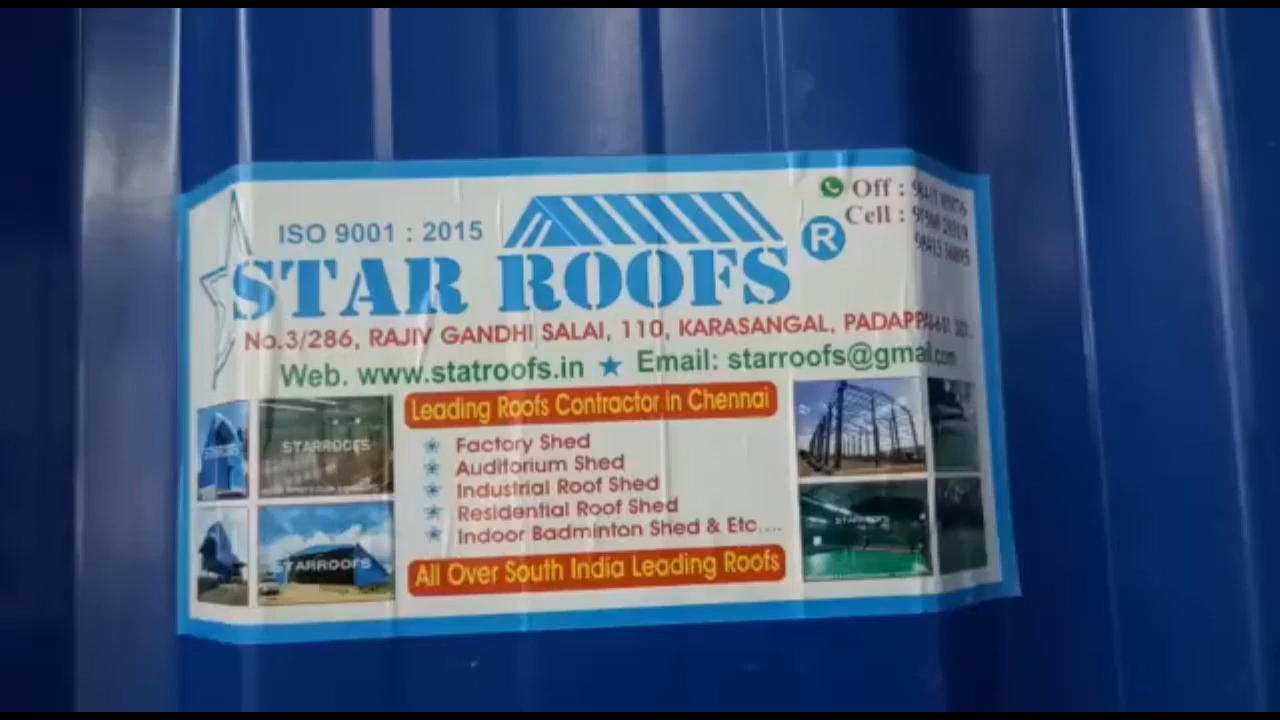 ISO 9001 : 2015
Off :
Cell :
R
STAR ROOFS
No.3/286, RAJIV GANDHI SALAI, 110, KARASANGAL,
Web. www.statroofs.in ★ Email: starroofs@gmail.com
Leading Roofs Contractor in Chennai
Factory Shed
Auditorium Shed
Industrial Roof Shed
Residential Roof Shed
Indoor Badminton Shed & Etc....
All Over South India Leading Roofs
STARROOFS
STARROOFS
STARROOFS